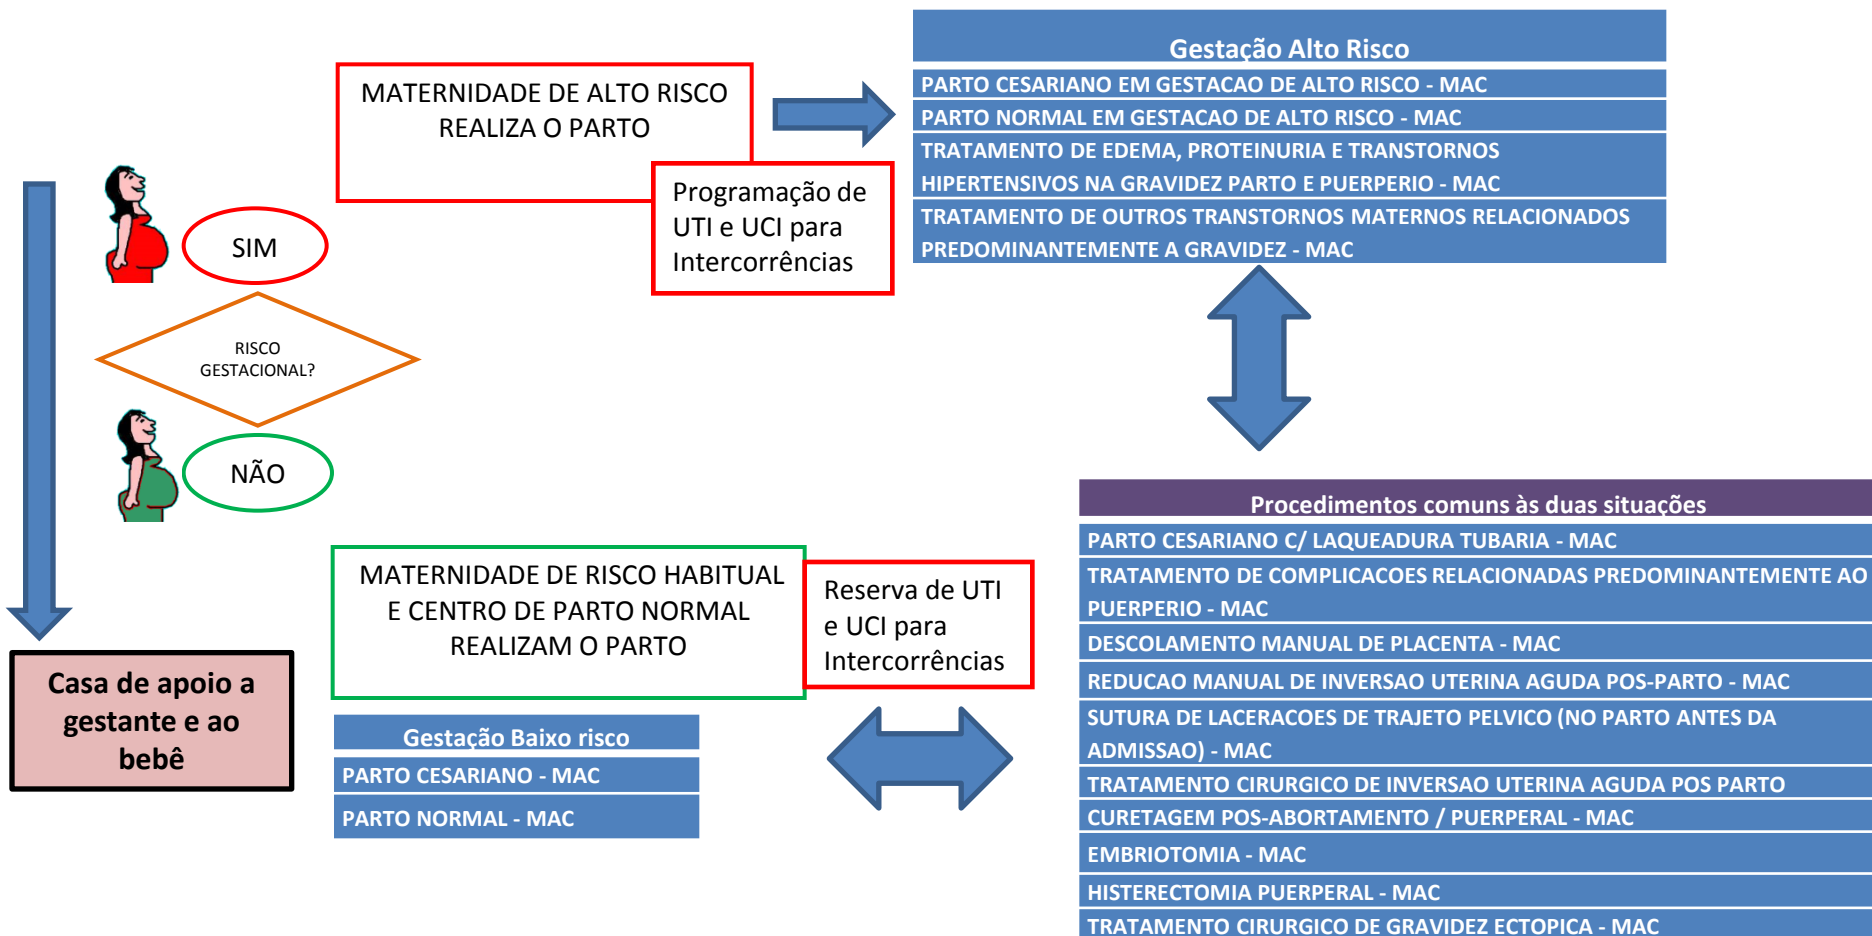 Gestação Alto Risco
PARTO CESARIANO EM GESTACAO DE ALTO RISCO - MAC
PARTO NORMAL EM GESTACAO DE ALTO RISCO - MAC
TRATAMENTO DE EDEMA, PROTEINURIA E TRANSTORNOS
HIPERTENSIVOS NA GRAVIDEZ PARTO E PUERPERIO - MAC
TRATAMENTO DE OUTROS TRANSTORNOS MATERNOS RELACIONADOS
PREDOMINANTEMENTE A GRAVIDEZ - MAC
MATERNIDADE DE ALTO RISCO
REALIZA O PARTO
Programação de
UTI e UCI para
Intercorrências
SIM
RISCO
GESTACIONAL?
NÃO
MATERNIDADE DE RISCO HABITUAL
E CENTRO DE PARTO NORMAL
REALIZAM O PARTO
Reserva de UTI
e UCI para
Intercorrências
Casa de apoio a
gestante e ao
bebê
Gestação Baixo risco
PARTO CESARIANO - MAC
PARTO NORMAL - MAC
Procedimentos comuns às duas situações
PARTO CESARIANO C/ LAQUEADURA TUBARIA - MAC
TRATAMENTO DE COMPLICACOES RELACIONADAS PREDOMINANTEMENTE AO
PUERPERIO - MAC
DESCOLAMENTO MANUAL DE PLACENTA - MAC
REDUCAO MANUAL DE INVERSAO UTERINA AGUDA POS-PARTO - MAC
SUTURA DE LACERACOES DE TRAJETO PELVICO (NO PARTO ANTES DA
ADMISSAO) - MAC
TRATAMENTO CIRURGICO DE INVERSAO UTERINA AGUDA POS PARTO
CURETAGEM POS-ABORTAMENTO / PUERPERAL - MAC
EMBRIOTOMIA - MAC
HISTERECTOMIA PUERPERAL - MAC
TRATAMENTO CIRURGICO DE GRAVIDEZ ECTOPICA - MAC